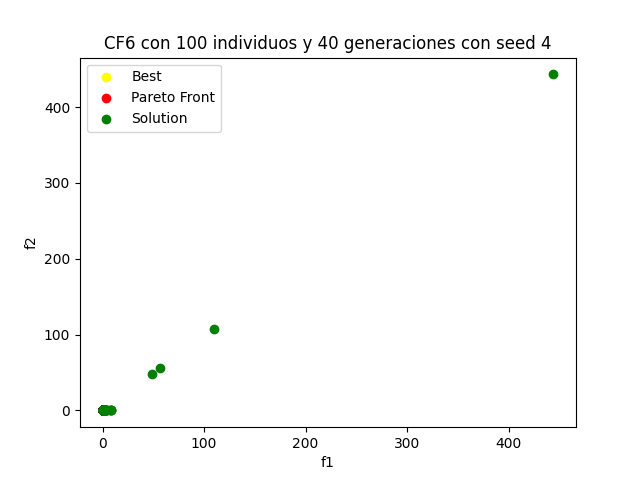 CF6 con 100 individuos y 40 generaciones con seed 4
Best
Pareto Front
Solution
400
300
200
100
0
f2
0 100 200 300 400
f1